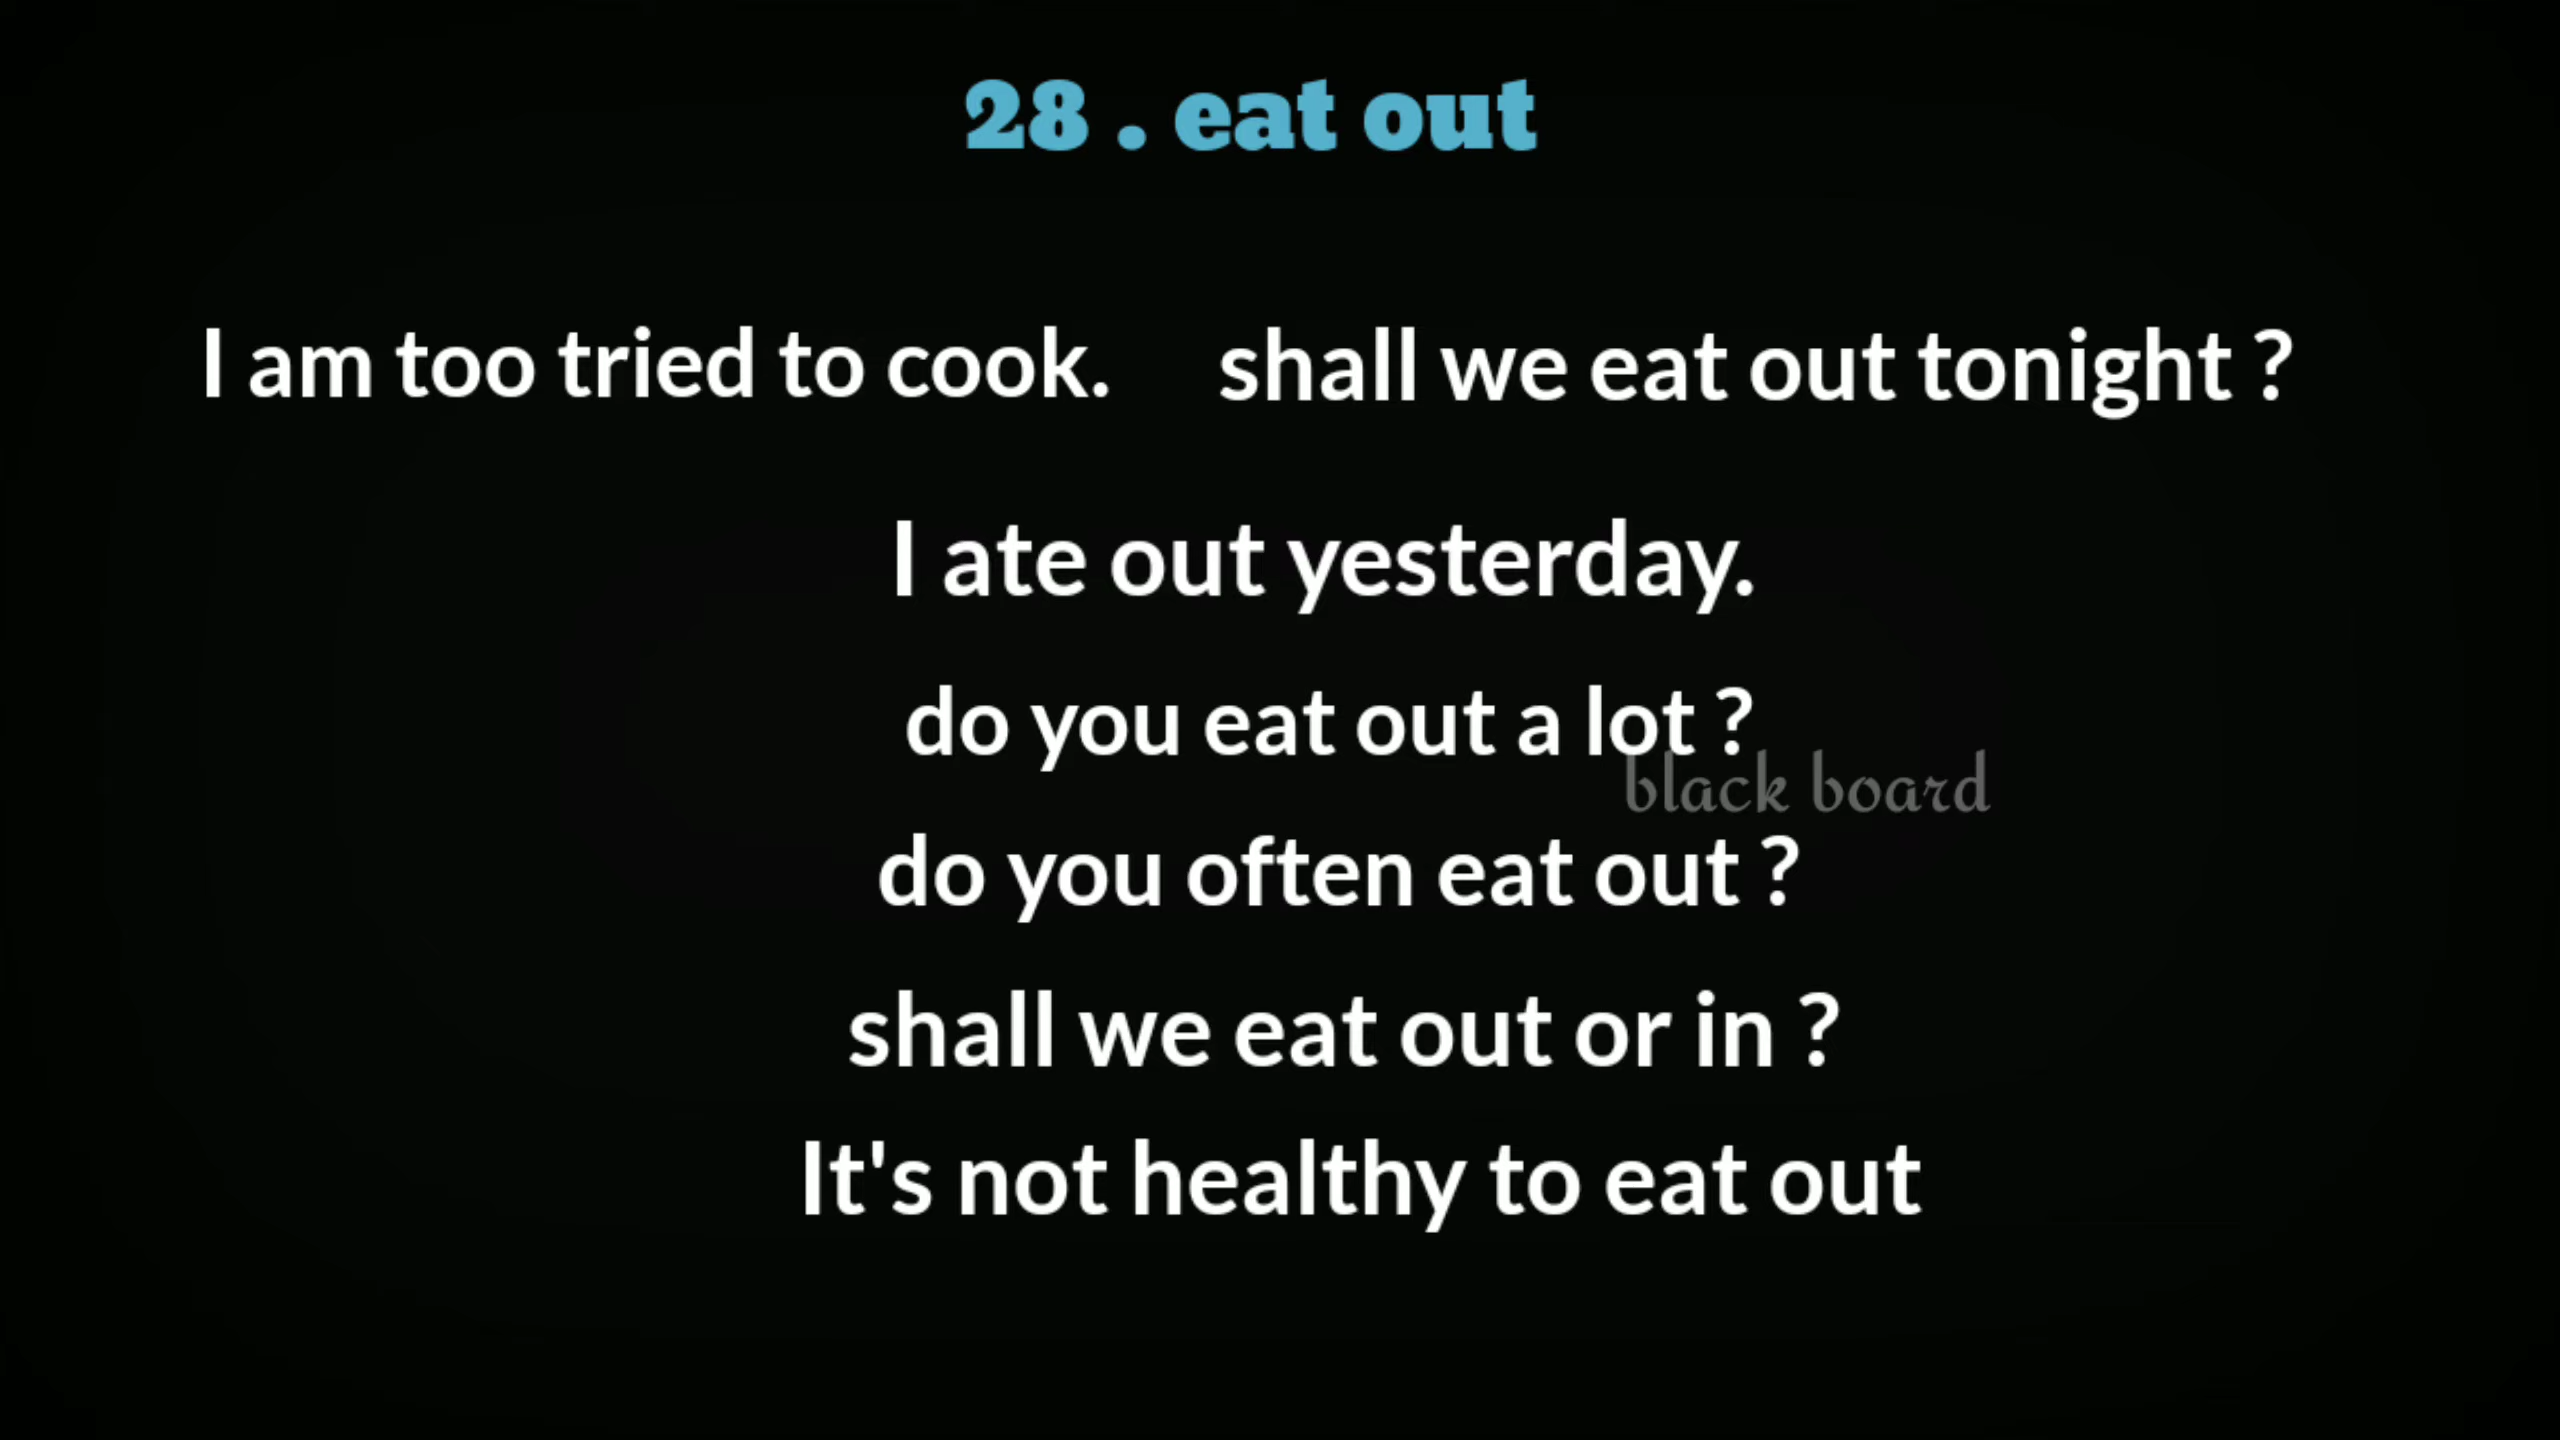 28 . eat out
I am too tried to cook. shall we eat out tonight ?
I ate out yesterday.
do you eat out a lot ?
black board
do you often eat out ?
shall we eat out or in ?
It's not healthy to eat out